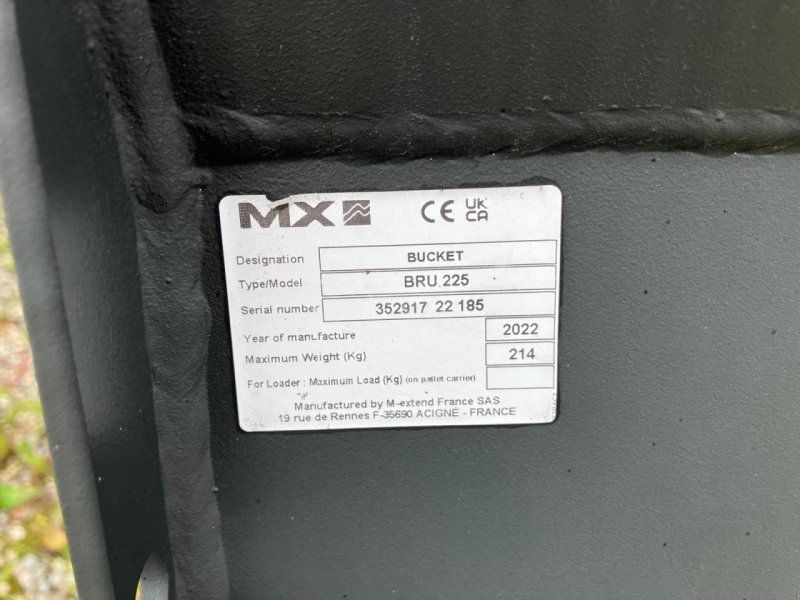 MX CE UK CA
Designation BUCKET
Type/Model BRU 225
Serial number 352917 22 185
Year of manufacture 2022
Maximum Weight (Kg) 214
For Loader : Maximum Load (Kg) (on pallet carrier)
Manufactured by M-extend France SAS
19 rue de Rennes F-35690 ACIGNÉ - FRANCE